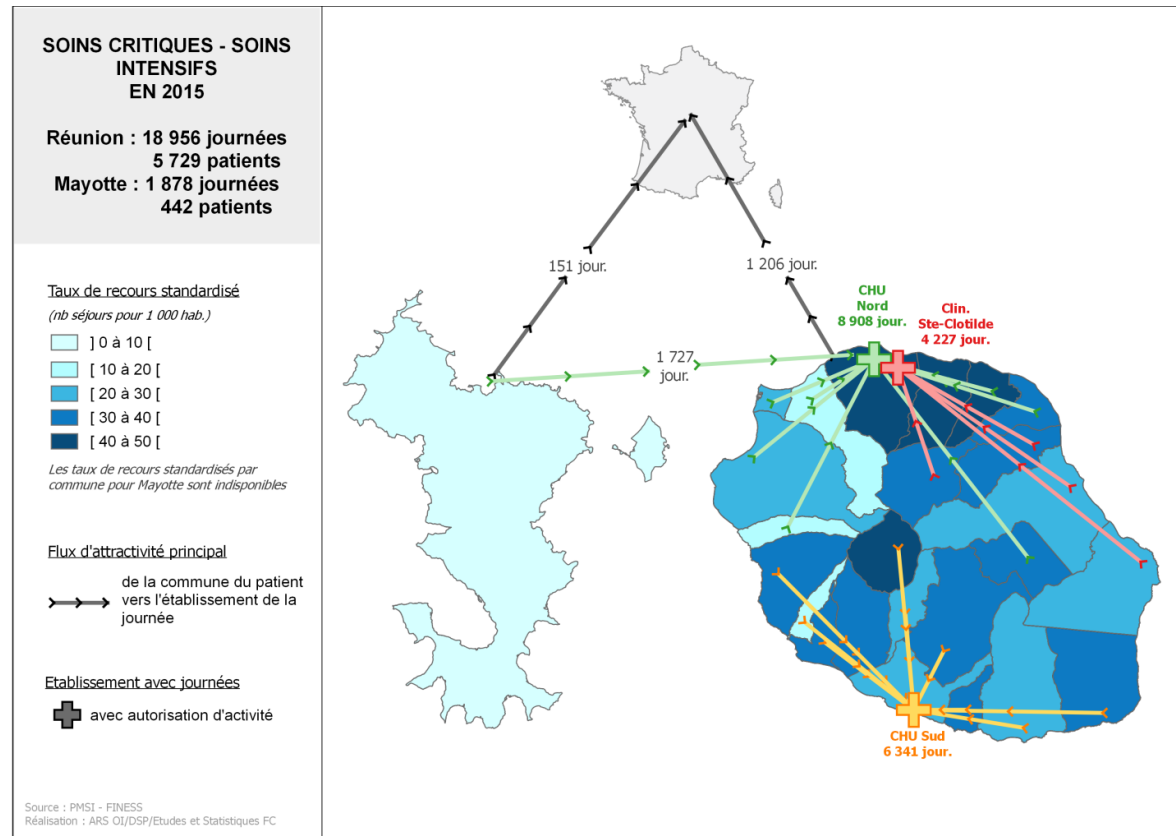 SOINS CRITIQUES - SOINS
INTENSIFS
EN 2015
Réunion : 18 956 journées
5 729 patients
Mayotte : 1 878 journées
442 patients
Taux de recours standardisé
(nb séjours pour 1 000 hab.)
] 0 à 10 [
[ 10 à 20 [
[ 20 à 30 [
[ 30 à 40 [
[ 40 à 50 [
Les taux de recours standardisés par
commune pour Mayotte sont indisponibles
Flux d'attractivité principal
de la commune du patient
vers l'établissement de la
journée
Etablissement avec journées
avec autorisation d'activité
Source : PMSI - FINESS
Réalisation : ARS OI/DSP/Etudes et Statistiques FC
151 jour.
1 206 jour.
CHU
Nord
8 908 jour.
Clin.
Ste-Clotilde
4 227 jour.
1 727
jour.
CHU Sud
6 341 jour.